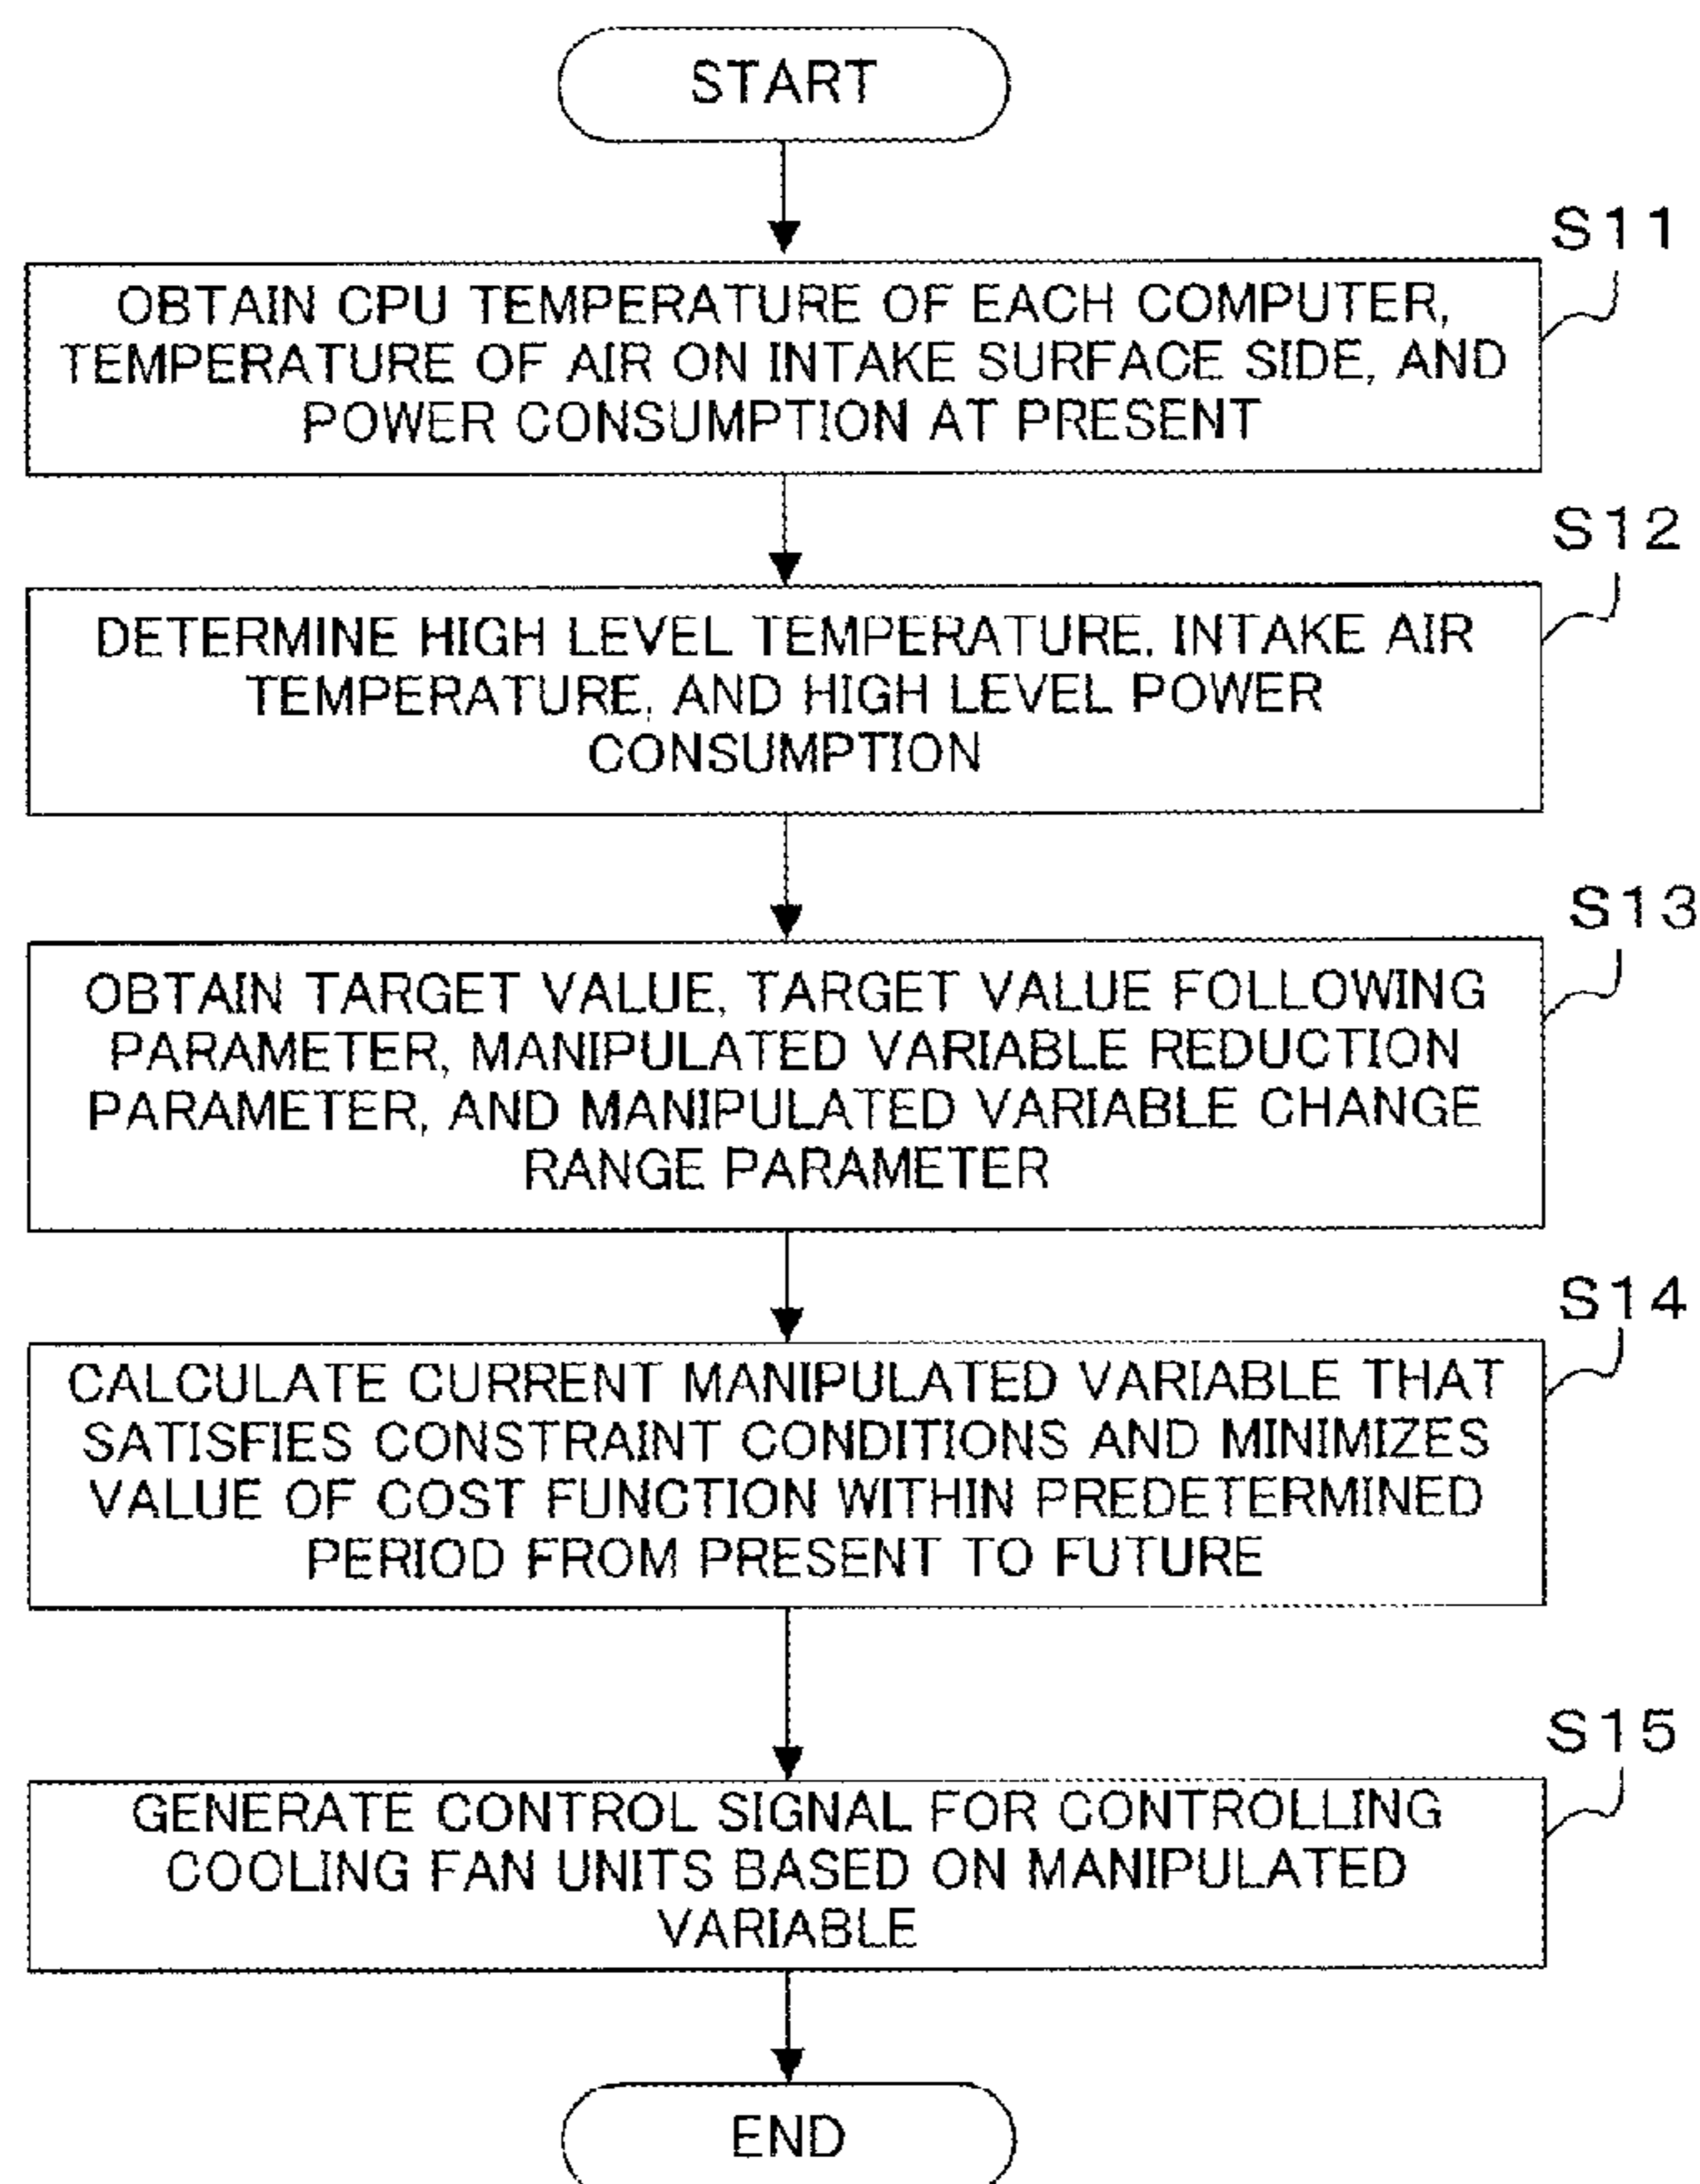 START
S11
OBTAIN CPU TEMPERATURE OF EACH COMPUTER,
TEMPERATURE OF AIR ON INTAKE SURFACE SIDE, AND
POWER CONSUMPTION AT PRESENT
S12
DETERMINE HIGH LEVEL TEMPERATURE, INTAKE AIR
TEMPERATURE, AND HIGH LEVEL POWER
CONSUMPTION
S13
OBTAIN TARGET VALUE, TARGET VALUE FOLLOWING
PARAMETER, MANIPULATED VARIABLE REDUCTION
PARAMETER, AND MANIPULATED VARIABLE CHANGE
RANGE PARAMETER
S14
CALCULATE CURRENT MANIPULATED VARIABLE THAT
SATISFIES CONSTRAINT CONDITIONS AND MINIMIZES
VALUE OF COST FUNCTION WITHIN PREDETERMINED
PERIOD FROM PRESENT TO FUTURE
S15
GENERATE CONTROL SIGNAL FOR CONTROLLING
COOLING FAN UNITS BASED ON MANIPULATED
VARIABLE
END